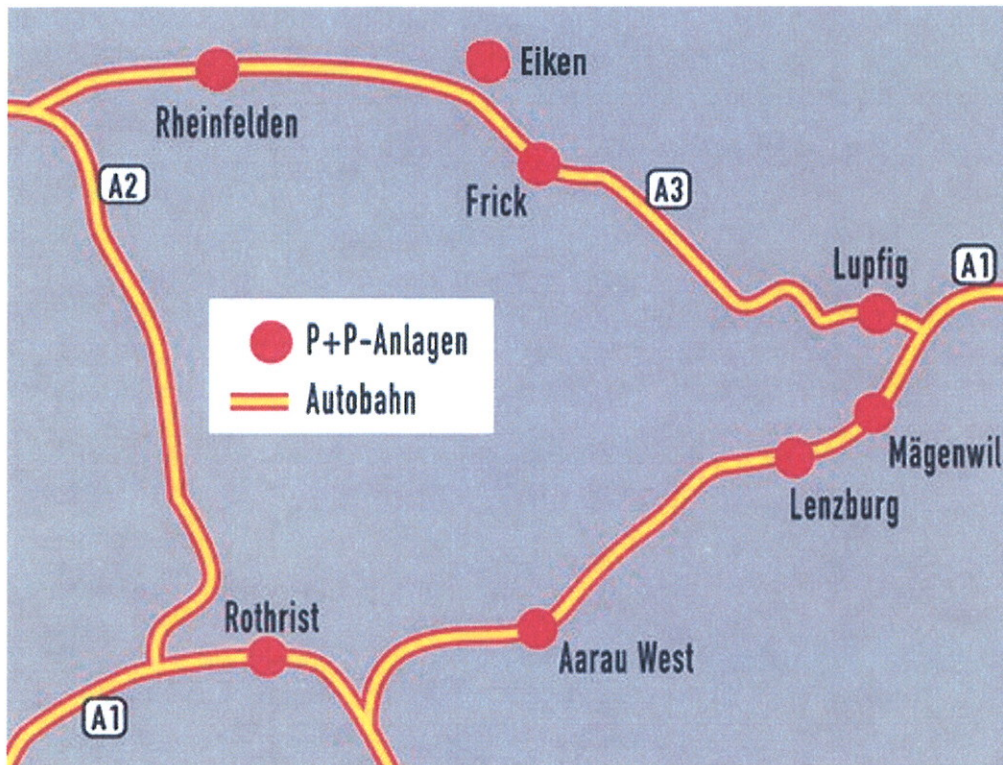 Eiken
Rheinfelden
A2
Frick
A3
Lupfig
A1
P+P-Anlagen
Autobahn
Mägenwil
Lenzburg
Rothrist
Aarau West
A1